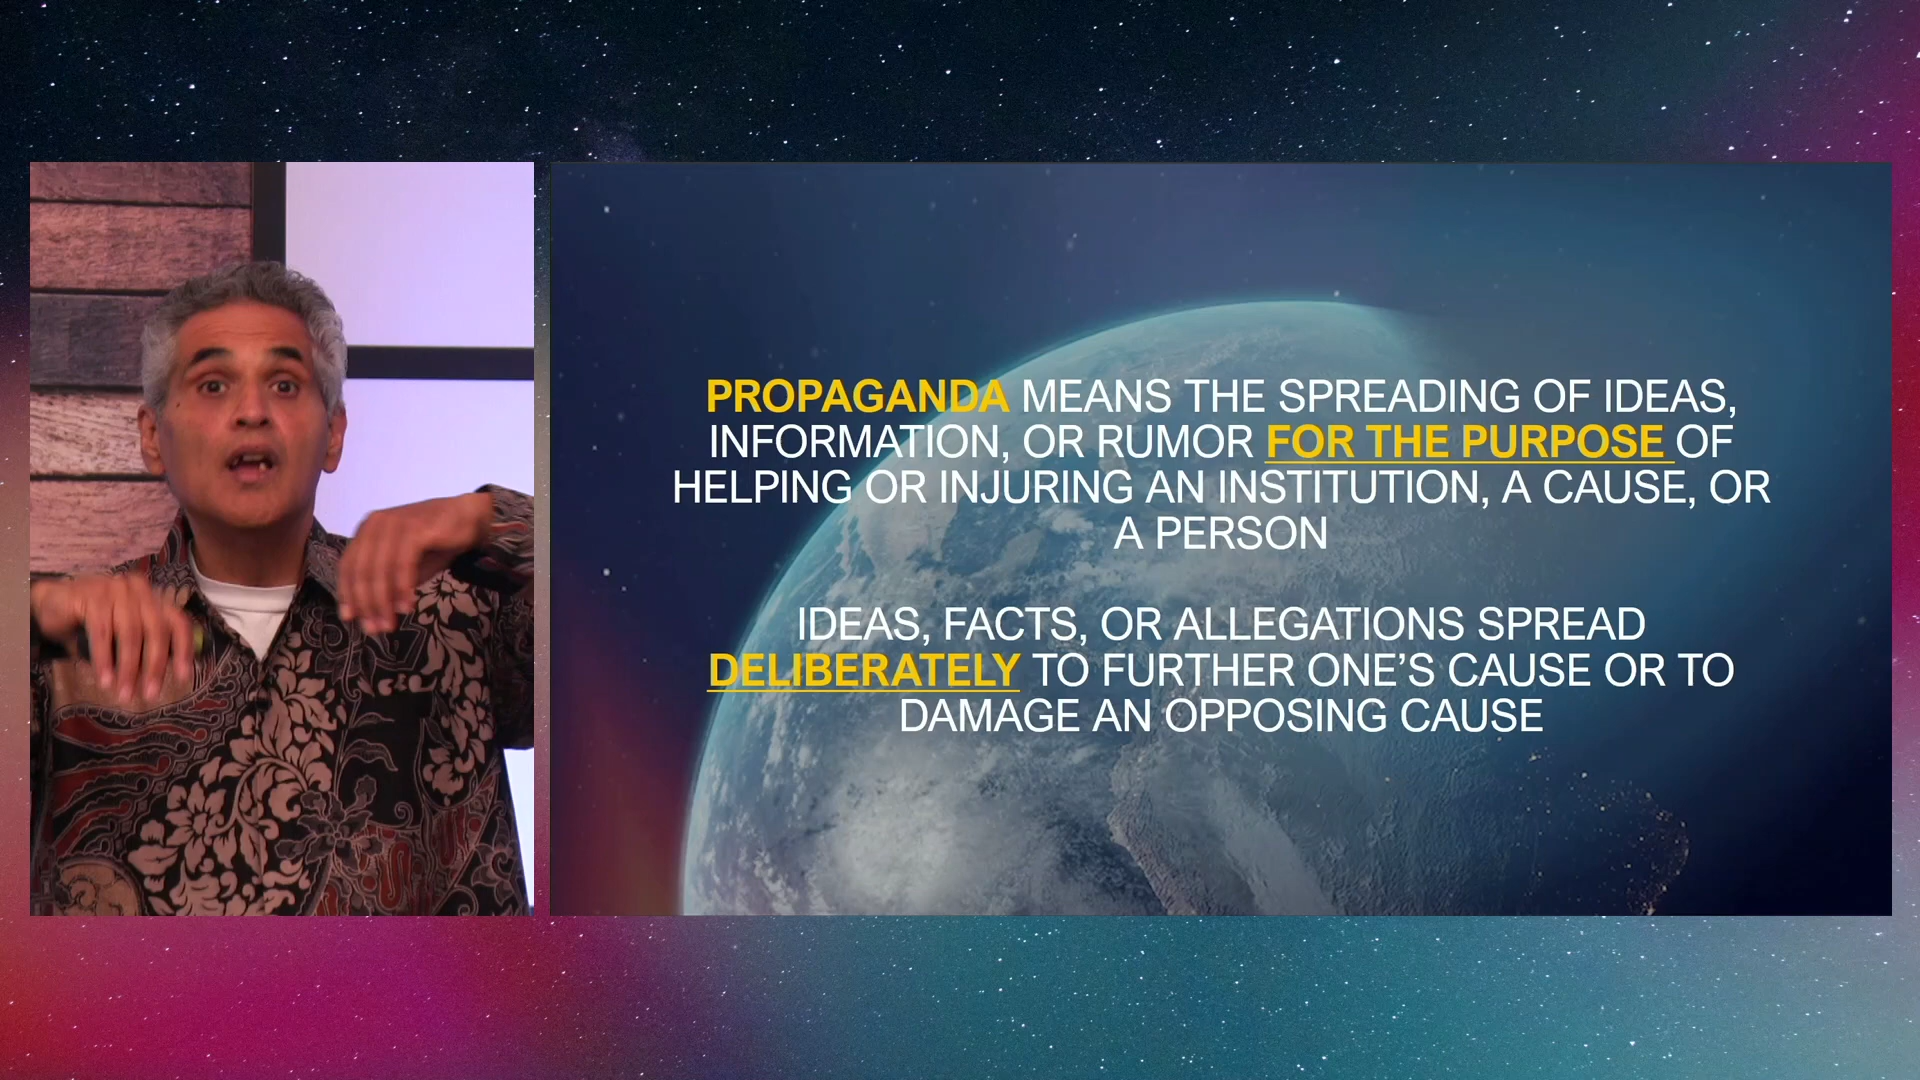 PROPAGANDA MEANS THE SPREADING OF IDEAS,
INFORMATION, OR RUMOR FOR THE PURPOSE OF
HELPING OR INJURING AN INSTITUTION, A CAUSE, OR
A PERSON
IDEAS, FACTS, OR ALLEGATIONS SPREAD
DELIBERATELY TO FURTHER ONE’S CAUSE OR TO
DAMAGE AN OPPOSING CAUSE